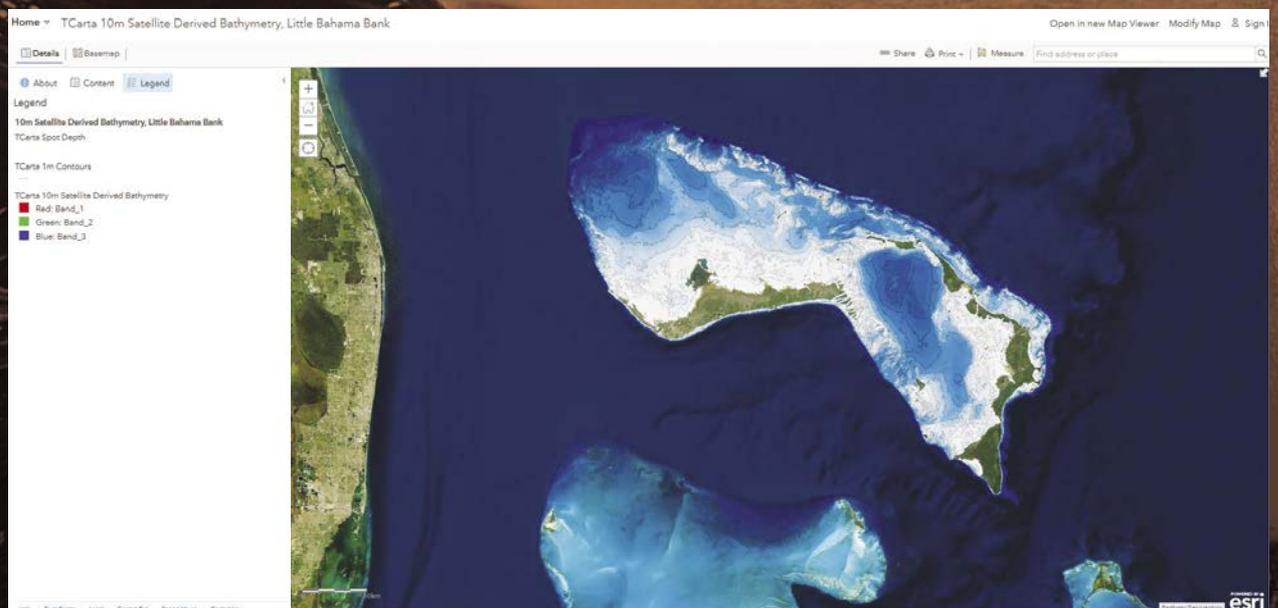 Home TCarta 10m Satellite Derived Bathymetry, Little Bahama Bank
Open in new Map Viewer Modify Map Sign
Details Basemap
Share Print Measure Find address or place
About Content Legend
Legend
10m Satellite Derived Bathymetry, Little Bahama Bank
TCarta Spot Depth
TCarta 1m Contours
TCarta 10m Satellite Derived Bathymetry
Red: Band_1
Green: Band_2
Blue: Band_3
POWERED BY
esri